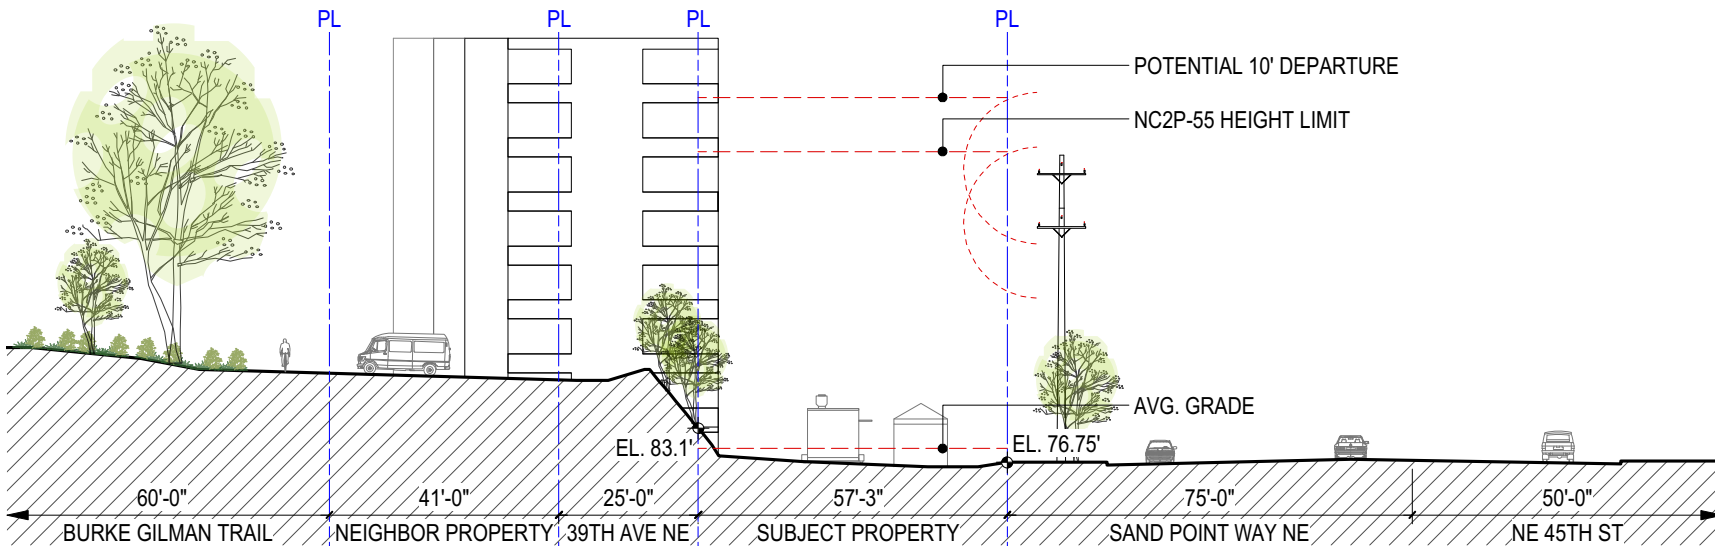 PL PL PL PL
POTENTIAL 10' DEPARTURE
NC2P-55 HEIGHT LIMIT
AVG. GRADE
EL. 83.1'
EL. 76.75'
60'-0" 41'-0" 25'-0" 57'-3" 75'-0" 50'-0"
BURKE GILMAN TRAIL NEIGHBOR PROPERTY 39TH AVE NE SUBJECT PROPERTY SAND POINT WAY NE NE 45TH ST